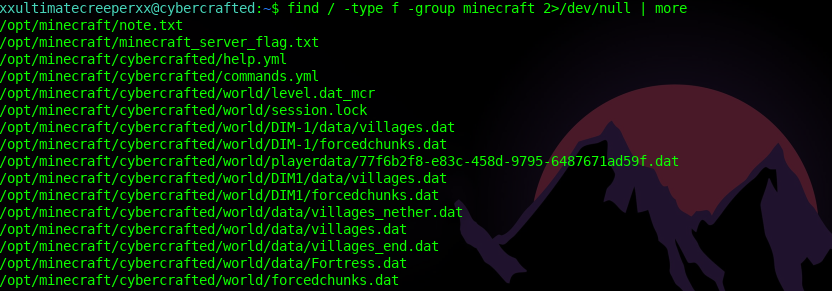 xxultimatecreeperxx@cybercrafted:~$ find / -type f -group minecraft 2>/dev/null | more
/opt/minecraft/note.txt
/opt/minecraft/minecraft_server_flag.txt
/opt/minecraft/cybercrafted/help.yml
/opt/minecraft/cybercrafted/commands.yml
/opt/minecraft/cybercrafted/world/level.dat_mcr
/opt/minecraft/cybercrafted/world/session.lock
/opt/minecraft/cybercrafted/world/DIM-1/data/villages.dat
/opt/minecraft/cybercrafted/world/DIM-1/forcedchunks.dat
/opt/minecraft/cybercrafted/world/playerdata/77f6b2f8-e83c-458d-9795-6487671ad59f.dat
/opt/minecraft/cybercrafted/world/DIM1/data/villages.dat
/opt/minecraft/cybercrafted/world/DIM1/forcedchunks.dat
/opt/minecraft/cybercrafted/world/data/villages_nether.dat
/opt/minecraft/cybercrafted/world/data/villages.dat
/opt/minecraft/cybercrafted/world/data/villages_end.dat
/opt/minecraft/cybercrafted/world/data/Fortress.dat
/opt/minecraft/cybercrafted/world/forcedchunks.dat